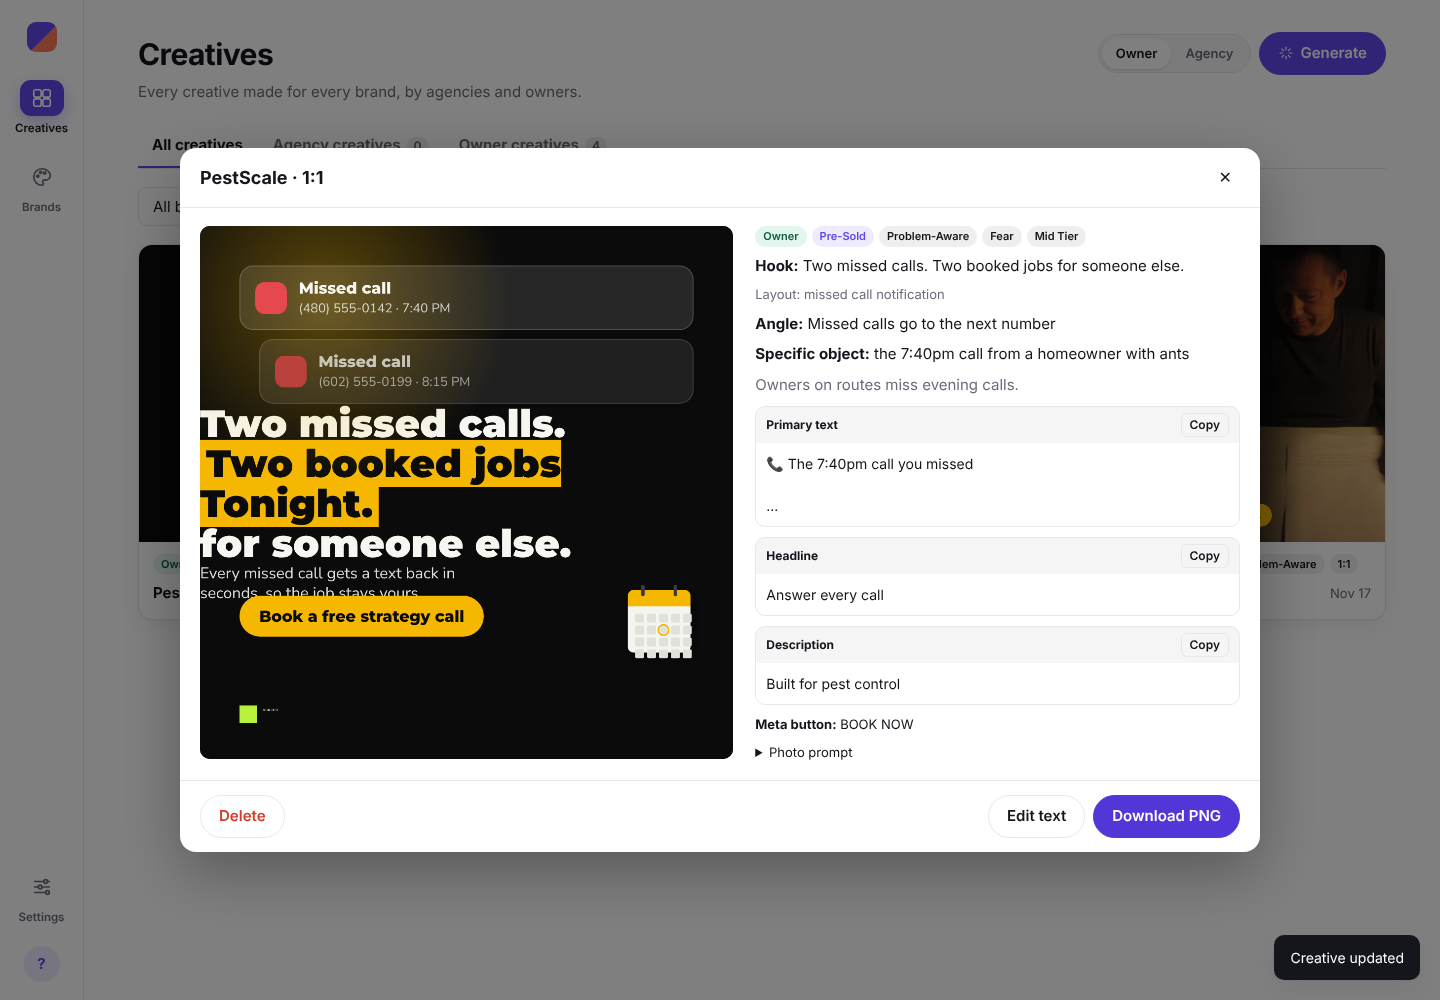 Creatives
Every creative made for every brand, by agencies and owners.
Owner
Agency
Generate
All creatives
Agency creatives 0
Owner creatives 4
Creatives
Brands
All b
PestScale · 1:1
×
Missed call
(480) 555-0142 · 7:40 PM
Missed call
(602) 555-0199 · 8:15 PM
Two missed calls.
Two booked jobs
Tonight.
for someone else.
Every missed call gets a text back in
seconds, so the job stays yours.
Book a free strategy call
Owner
Pre-Sold
Problem-Aware
Fear
Mid Tier
Hook: Two missed calls. Two booked jobs for someone else.
Layout: missed call notification
Angle: Missed calls go to the next number
Specific object: the 7:40pm call from a homeowner with ants
Owners on routes miss evening calls.
Primary text
Copy
📞 The 7:40pm call you missed
...
Headline
Copy
Answer every call
Description
Copy
Built for pest control
Meta button: BOOK NOW
Photo prompt
Delete
Edit text
Download PNG
Own
Pes
lem-Aware
1:1
Nov 17
Settings
?
Creative updated